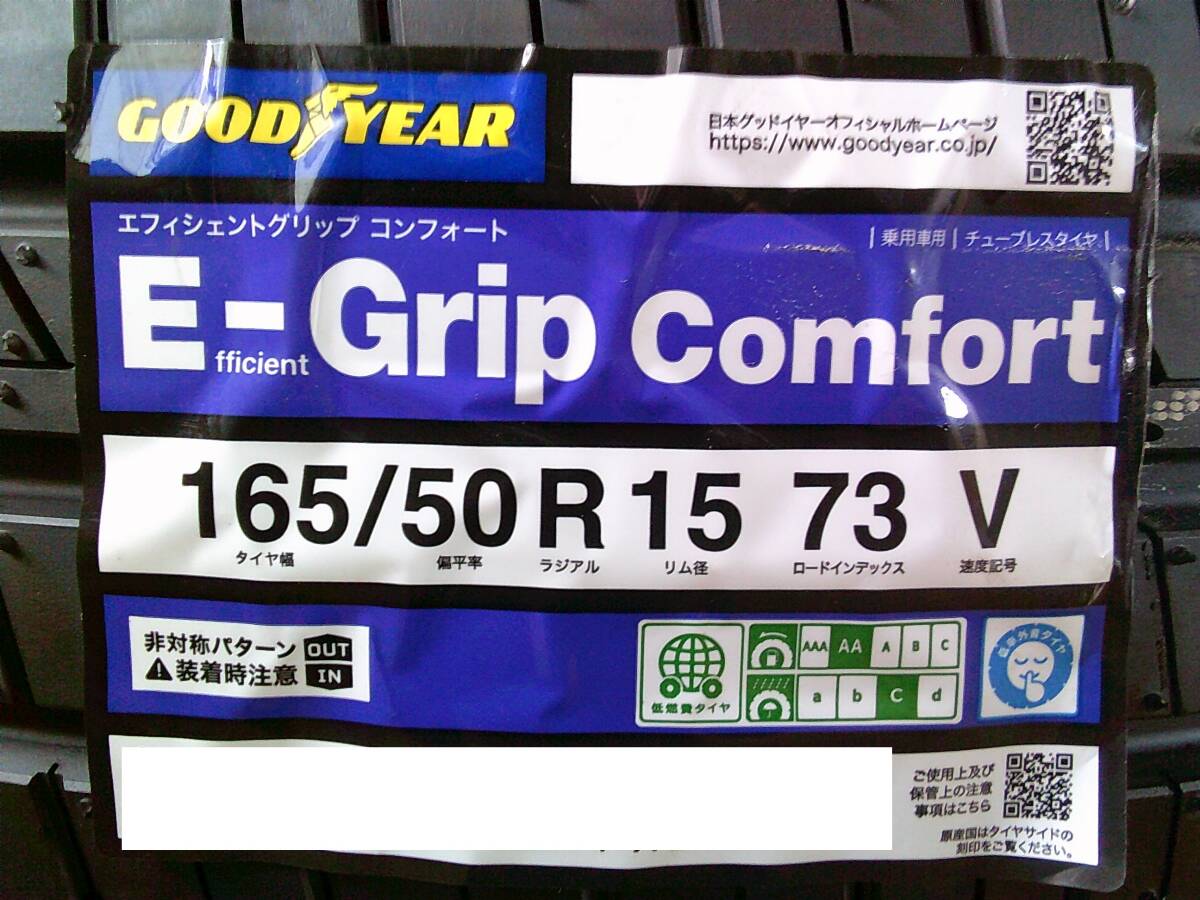 GOODYEAR
日本グッドイヤーオフィシャルホームページ
https://www.goodyear.co.jp/
エフィシェントグリップ コンフォート
|乗用車用|チューブレスタイヤ|
E-Grip Comfort
fficient
165/50 R 15 73 V
タイヤ幅 偏平率 ラジアル リム径 ロードインデックス 速度記号
非対称パターン OUT
⚠装着時注意 IN
低燃費タイヤ
AAA AA A B C
a b c d
低車外音タイヤ
ご使用上及び
保管上の注意
事項はこちら
原産国はタイヤサイドの
刻印をご覧ください。